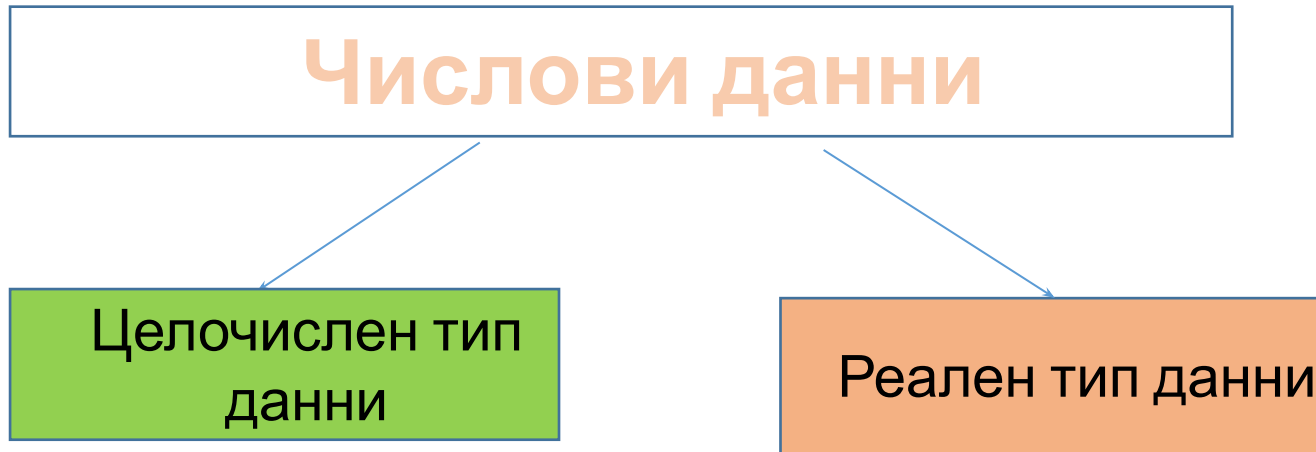 Числови данни
Целочислен тип
данни
Реален тип данни